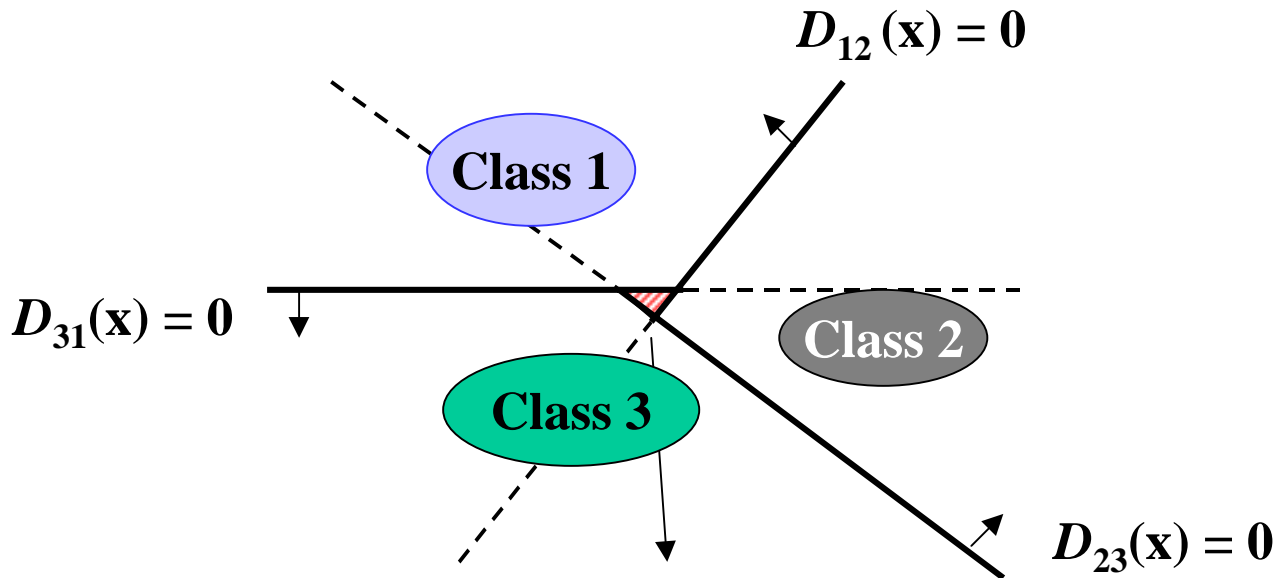 D₁₂ (x) = 0
Class 1
D₃₁(x) = 0
Class 2
Class 3
D₂₃(x) = 0